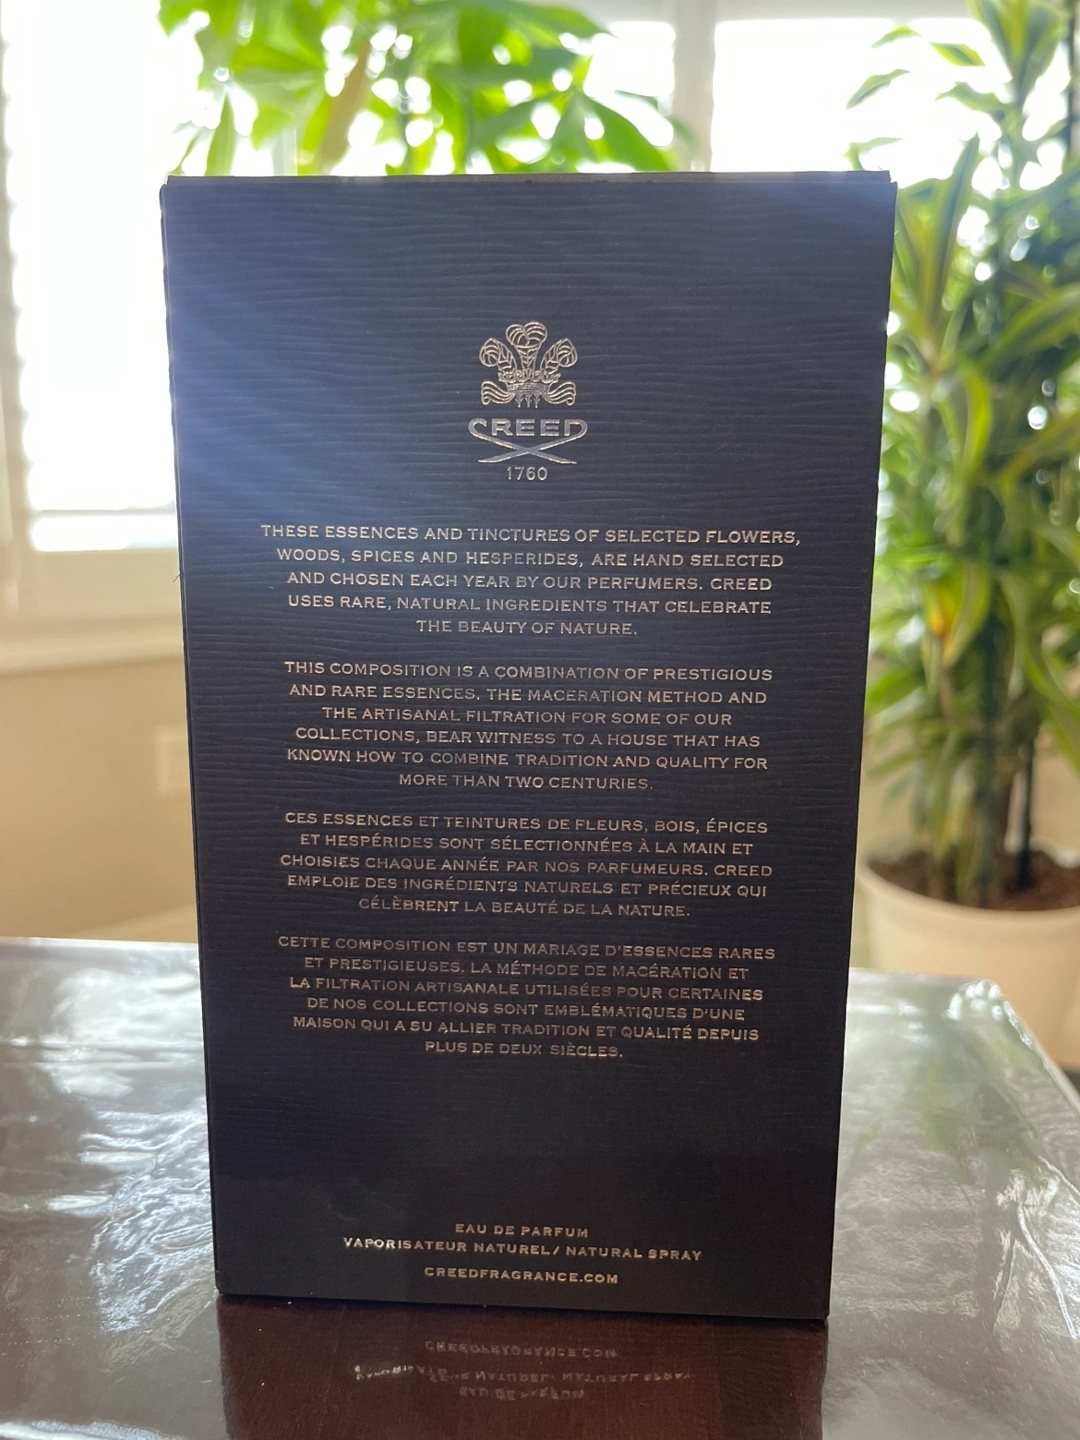 CREED
1760
THESE ESSENCES AND TINCTURES OF SELECTED FLOWERS,
WOODS, SPICES AND HESPERIDES, ARE HAND SELECTED
AND CHOSEN EACH YEAR BY OUR PERFUMERS. CREED
USES RARE, NATURAL INGREDIENTS THAT CELEBRATE
THE BEAUTY OF NATURE.
THIS COMPOSITION IS A COMBINATION OF PRESTIGIOUS
AND RARE ESSENCES. THE MACERATION METHOD AND
THE ARTISANAL FILTRATION FOR SOME OF OUR
COLLECTIONS, BEAR WITNESS TO A HOUSE THAT HAS
KNOWN HOW TO COMBINE TRADITION AND QUALITY FOR
MORE THAN TWO CENTURIES.
CES ESSENCES ET TEINTURES DE FLEURS, BOIS, ÉPICES
ET HESPÉRIDES SONT SÉLECTIONNÉES À LA MAIN ET
CHOISIES CHAQUE ANNÉE PAR NOS PARFUMEURS. CREED
EMPLOIE DES INGRÉDIENTS NATURELS ET PRÉCIEUX QUI
CÉLÈBRENT LA BEAUTÉ DE LA NATURE.
CETTE COMPOSITION EST UN MARIAGE D'ESSENCES RARES
ET PRESTIGIEUSES. LA MÉTHODE DE MACÉRATION ET
LA FILTRATION ARTISANALE UTILISÉES POUR CERTAINES
DE NOS COLLECTIONS SONT EMBLÉMATIQUES D'UNE
MAISON QUI A SU ALLIER TRADITION ET QUALITÉ DEPUIS
PLUS DE DEUX SIÈCLES.
EAU DE PARFUM
VAPORISATEUR NATUREL / NATURAL SPRAY
CREEDFRAGRANCE.COM